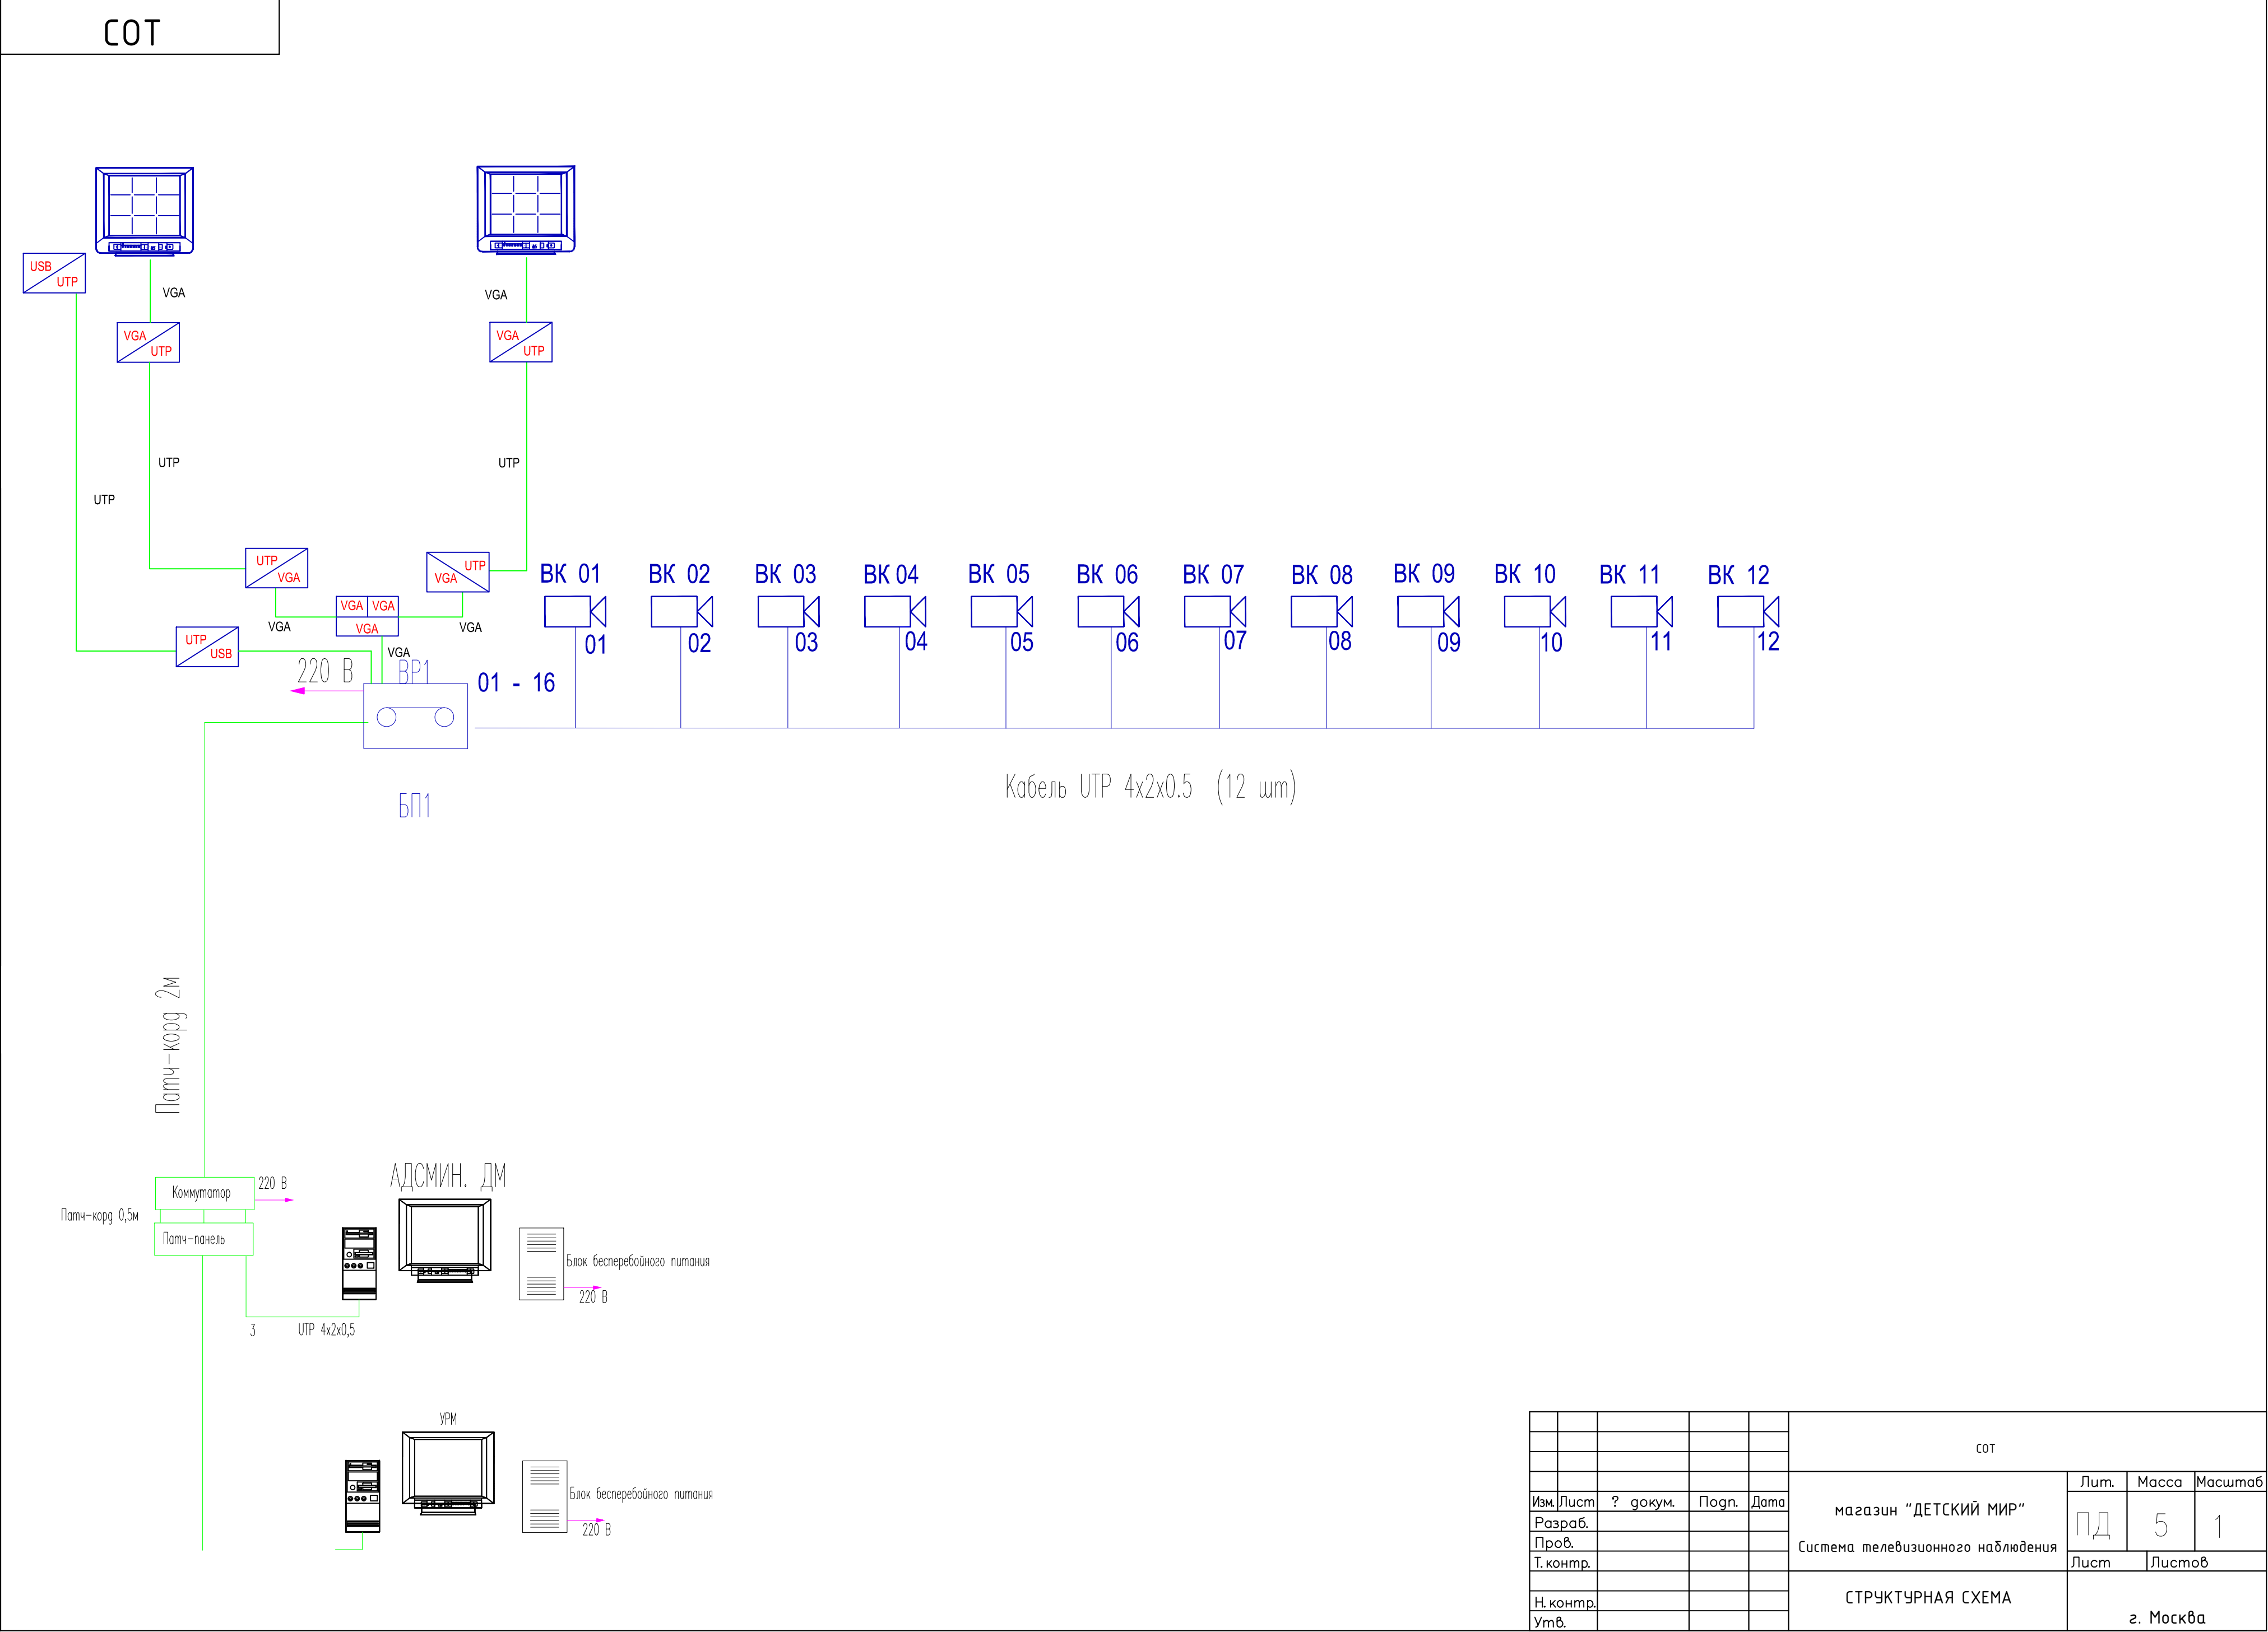 СОТ
USB
UTP
VGA
VGA
VGA
UTP
VGA
UTP
UTP
UTP
UTP
UTP
VGA
UTP
VGA
ВК 01
ВК 02
ВК 03
ВК 04
ВК 05
ВК 06
ВК 07
ВК 08
ВК 09
ВК 10
ВК 11
ВК 12
VGA
VGA
VGA
VGA
VGA
UTP
USB
VGA
01
02
03
04
05
06
07
08
09
10
11
12
220 В
ВР1
01 - 16
Кабель UTP 4x2x0.5 (12 шт)
БП1
Патч-корд 2м
АДСМИН. ДМ
Коммутатор
220 В
Патч-корд 0,5м
Патч-панель
Блок бесперебойного питания
220 В
3
UTP 4x2x0,5
УРМ
Блок бесперебойного питания
220 В
СОТ
Лит.
Масса
Масштаб
Изм.
Лист
? докум.
Подп.
Дата
магазин "ДЕТСКИЙ МИР"
ПД
5
1
Разраб.
Пров.
Система телевизионного наблюдения
Т. контр.
Лист
Листов
СТРУКТУРНАЯ СХЕМА
Н. контр.
Утв.
г. Москва